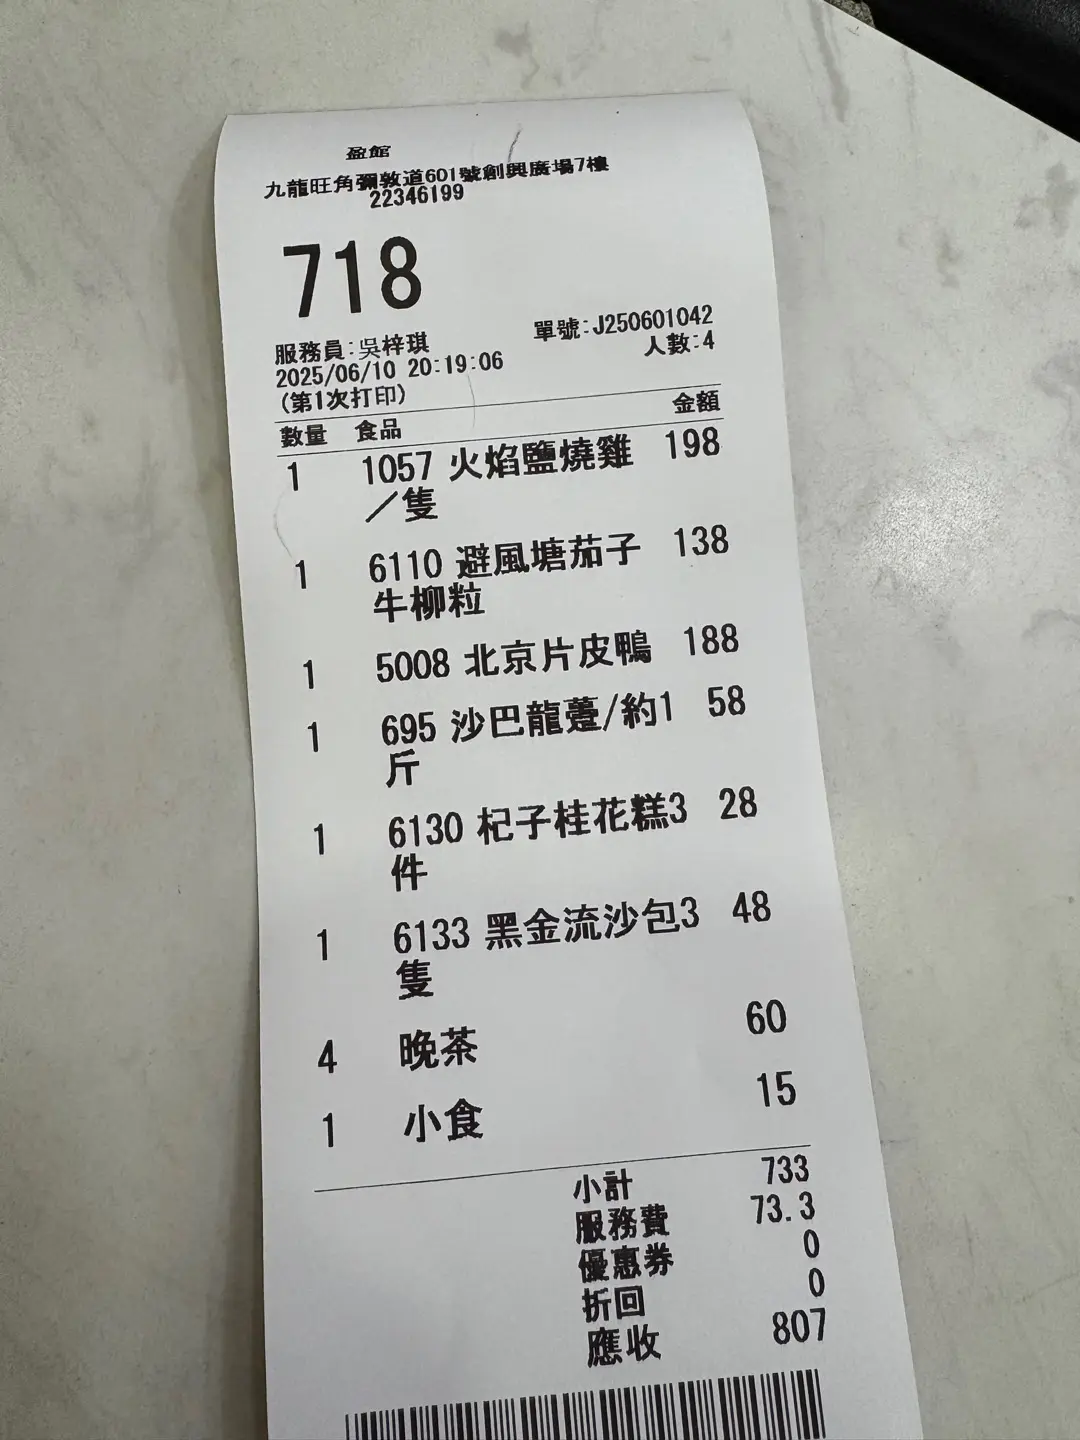 盈館
九龍旺角彌敦道601號創興廣場7樓
22346199
718
服務員:吳梓琪 單號:J250601042
2025/06/10 20:19:06 人數:4
(第1次打印)
數量 食品 金額
1 1057 火焰鹽燒雞 198
／隻
1 6110 避風塘茄子 138
牛柳粒
1 5008 北京片皮鴨 188
1 695 沙巴龍躉/約1 58
斤
1 6130 杞子桂花糕3 28
件
1 6133 黑金流沙包3 48
隻
4 晚茶 60
1 小食 15
小計 733
服務費 73.3
優惠券 0
折回 0
應收 807